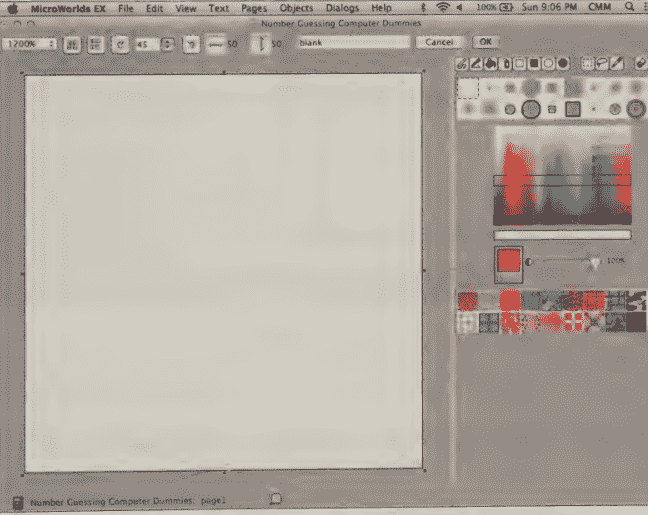 MicroWorlds EX File Edit View Text Pages Objects Dialogs Help 100% Sun 9:06 PM CMM
Number Guessing Computer Dummies
1200% 45 50 50 blank Cancel OK
100%
Number Guessing Computer Dummies: page1